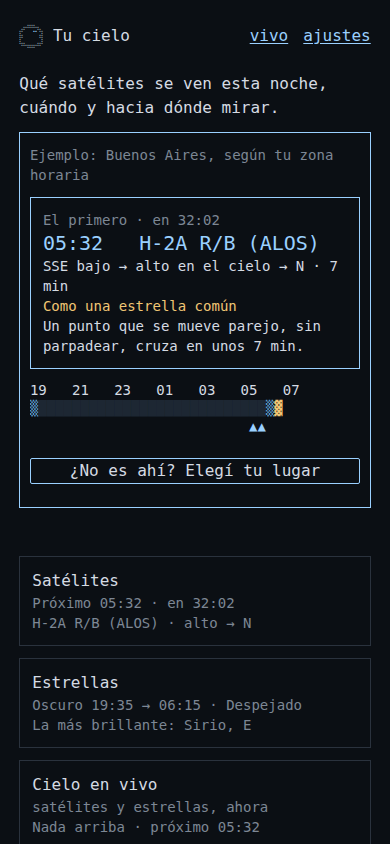 Tu cielo vivo ajustes
Qué satélites se ven esta noche,
cuándo y hacia dónde mirar.
Ejemplo: Buenos Aires, según tu zona
horaria
El primero · en 32:02
05:32 H-2A R/B (ALOS)
SSE bajo → alto en el cielo → N · 7
min
Como una estrella común
Un punto que se mueve parejo, sin
parpadear, cruza en unos 7 min.
19 21 23 01 03 05 07
▲▲
¿No es ahí? Elegí tu lugar
Satélites
Próximo 05:32 · en 32:02
H-2A R/B (ALOS) · alto → N
Estrellas
Oscuro 19:35 → 06:15 · Despejado
La más brillante: Sirio, E
Cielo en vivo
satélites y estrellas, ahora
Nada arriba · próximo 05:32